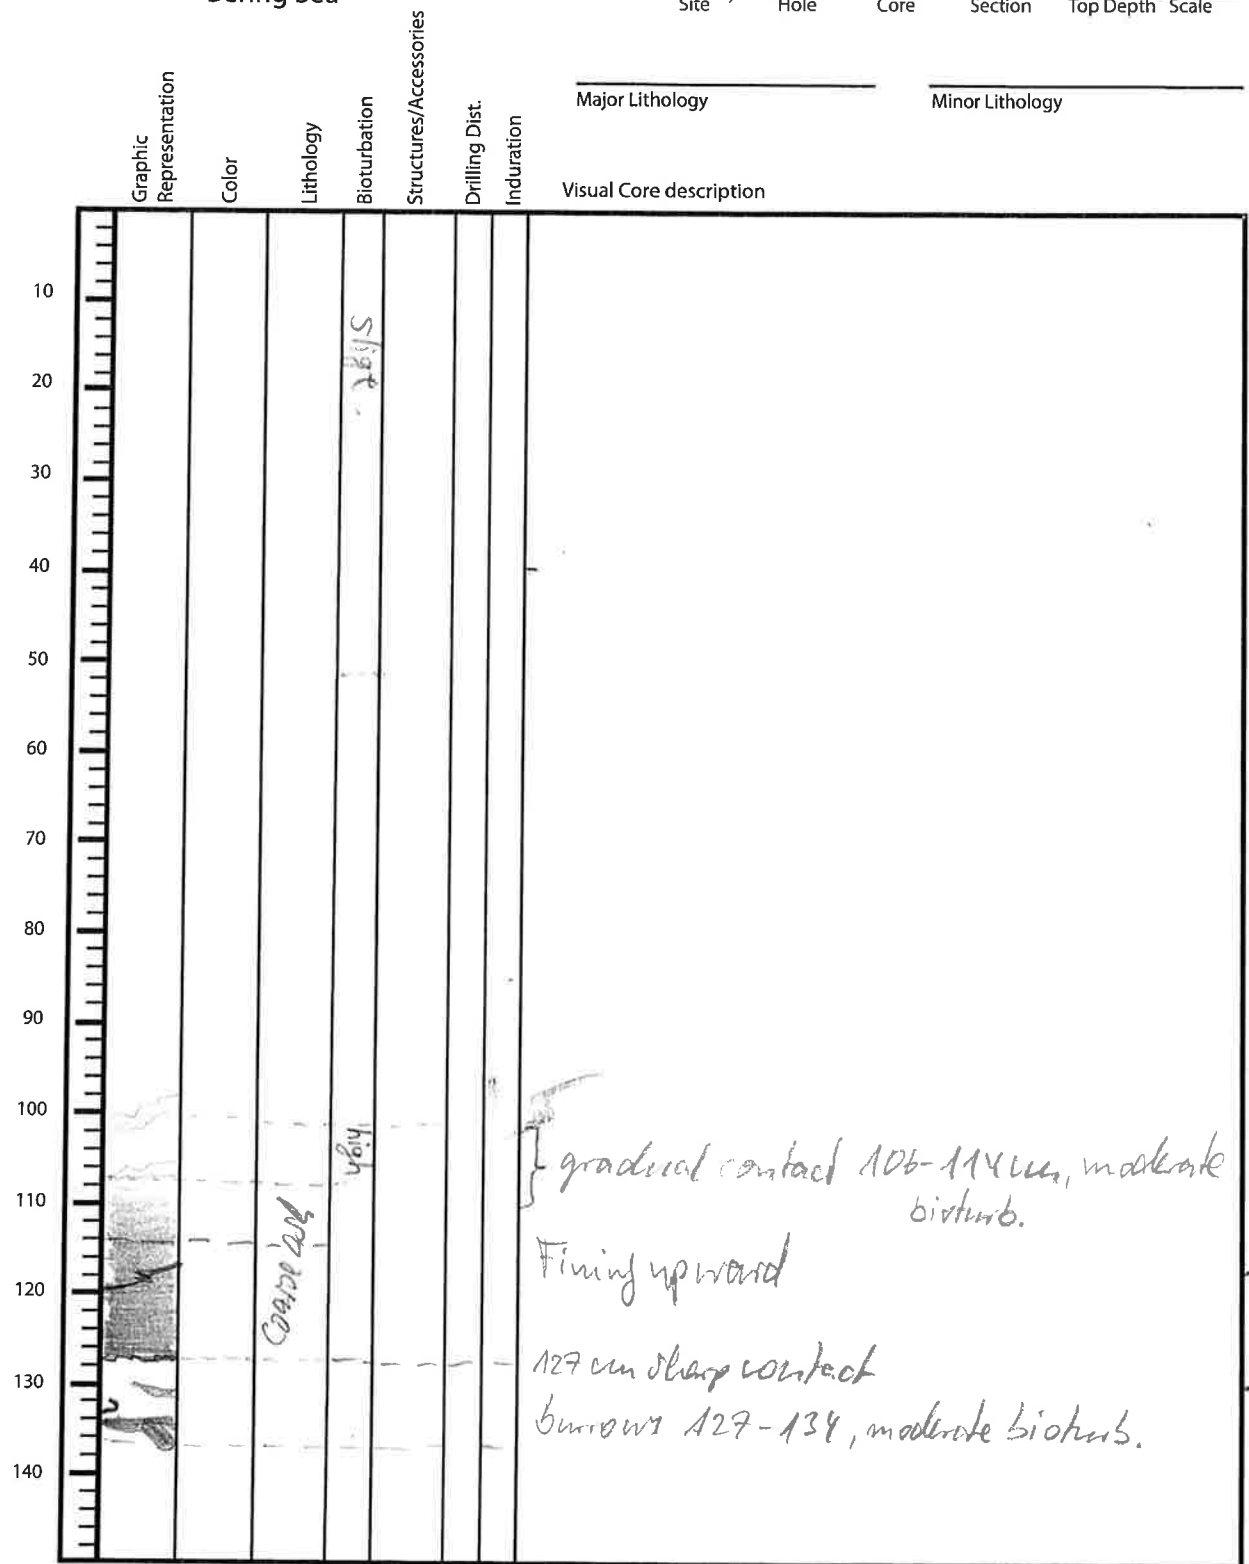 Bering Sea
Site Hole Core Section Top Depth Scale
Major Lithology Minor Lithology
Graphic
Representation
Color
Lithology
Bioturbation
Structures/Accessories
Drilling Dist.
Induration
Visual Core description
10
Sligt
20
30
40
50
60
70
80
90
100
high
gradual contact 106-114 cm, moderate
bioturb.
110
coarse ash
Fining upward
120
127 cm sharp contact
130
burrows 127-134, moderate bioturb.
140